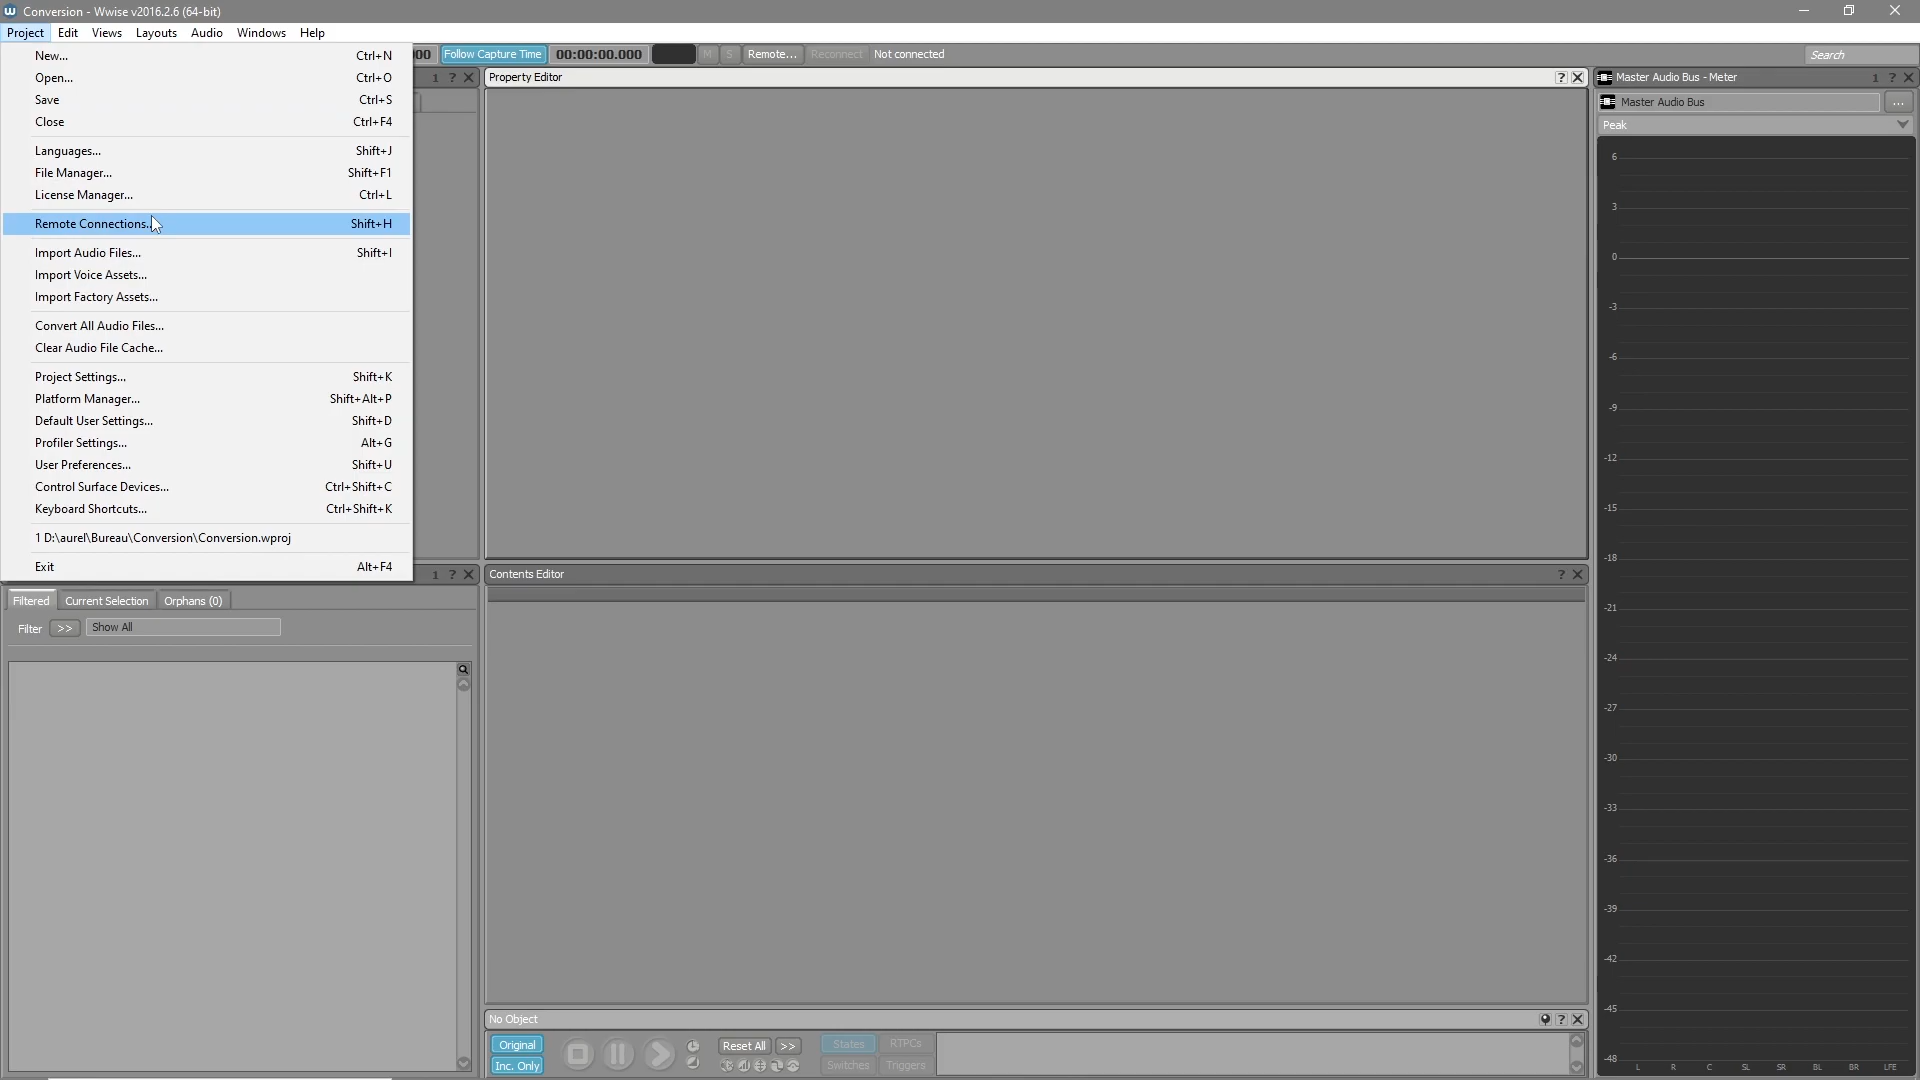 Conversion - Wwise v2016.2.6 (64-bit)
Project Edit Views Layouts Audio Windows Help
New... Ctrl+N
Open... Ctrl+O
Save Ctrl+S
Close Ctrl+F4
Languages... Shift+J
File Manager... Shift+F1
License Manager... Ctrl+L
Remote Connections... Shift+H
Import Audio Files... Shift+I
Import Voice Assets...
Import Factory Assets...
Convert All Audio Files...
Clear Audio File Cache...
Project Settings... Shift+K
Platform Manager... Shift+Alt+P
Default User Settings... Shift+D
Profiler Settings... Alt+G
User Preferences... Shift+U
Control Surface Devices... Ctrl+Shift+C
Keyboard Shortcuts... Ctrl+Shift+K
1 D:\aurel\Bureau\Conversion\Conversion.wproj
Exit Alt+F4
00 Follow Capture Time 00:00:00.000 M S Remote... Reconnect Not connected Search
1 ?
Property Editor ?
Master Audio Bus - Meter 1 ?
Master Audio Bus ...
Peak
6
3
0
-3
-6
-9
-12
-15
-18
-21
-24
-27
-30
-33
-36
-39
-42
-45
-48
L R C SL SR BL BR LFE
1 ?
Filtered Current Selection Orphans (0)
Filter >> Show All
Contents Editor ?
No Object ?
Original Reset All >> States RTPCs
Inc. Only Switches Triggers